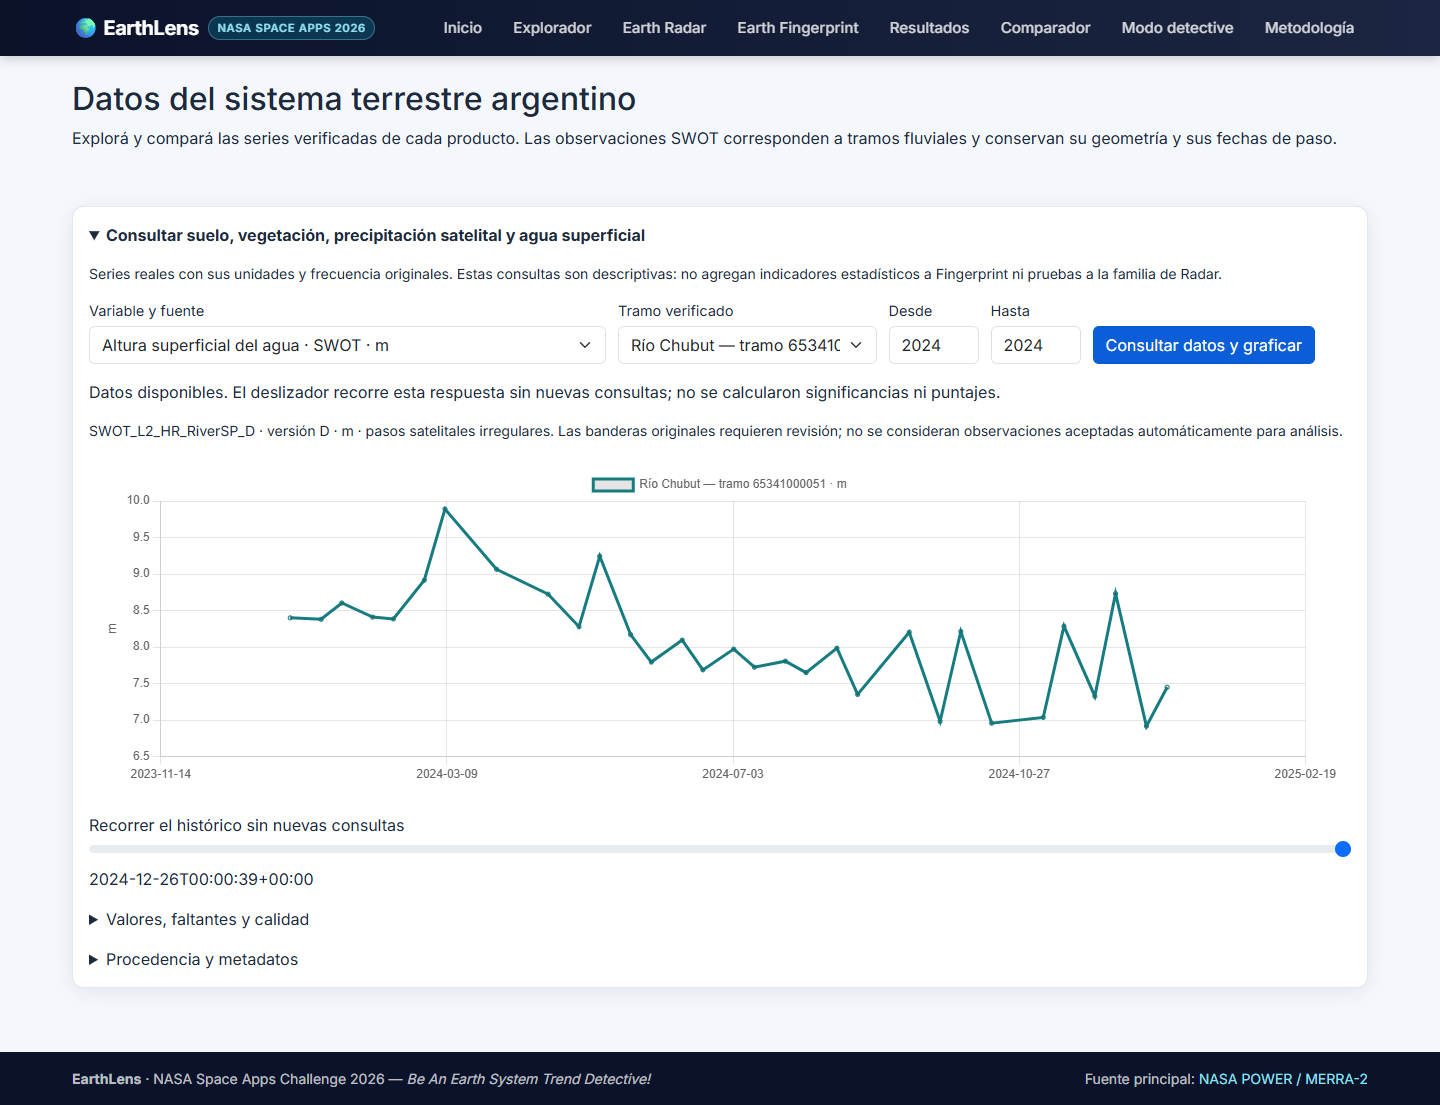 EarthLens NASA SPACE APPS 2026 Inicio Explorador Earth Radar Earth Fingerprint Resultados Comparador Modo detective Metodología
Datos del sistema terrestre argentino
Explorá y compará las series verificadas de cada producto. Las observaciones SWOT corresponden a tramos fluviales y conservan su geometría y sus fechas de paso.
Consultar suelo, vegetación, precipitación satelital y agua superficial
Series reales con sus unidades y frecuencia originales. Estas consultas son descriptivas: no agregan indicadores estadísticos a Fingerprint ni pruebas a la familia de Radar.
Variable y fuente Tramo verificado Desde Hasta
Altura superficial del agua · SWOT · m Río Chubut — tramo 65341C 2024 2024 Consultar datos y graficar
Datos disponibles. El deslizador recorre esta respuesta sin nuevas consultas; no se calcularon significancias ni puntajes.
SWOT_L2_HR_RiverSP_D · versión D · m · pasos satelitales irregulares. Las banderas originales requieren revisión; no se consideran observaciones aceptadas automáticamente para análisis.
Río Chubut — tramo 65341000051 · m
10.0
9.5
9.0
8.5
m
8.0
7.5
7.0
6.5
2023-11-14 2024-03-09 2024-07-03 2024-10-27 2025-02-19
Recorrer el histórico sin nuevas consultas
2024-12-26T00:00:39+00:00
Valores, faltantes y calidad
Procedencia y metadatos
EarthLens · NASA Space Apps Challenge 2026 — Be An Earth System Trend Detective! Fuente principal: NASA POWER / MERRA-2